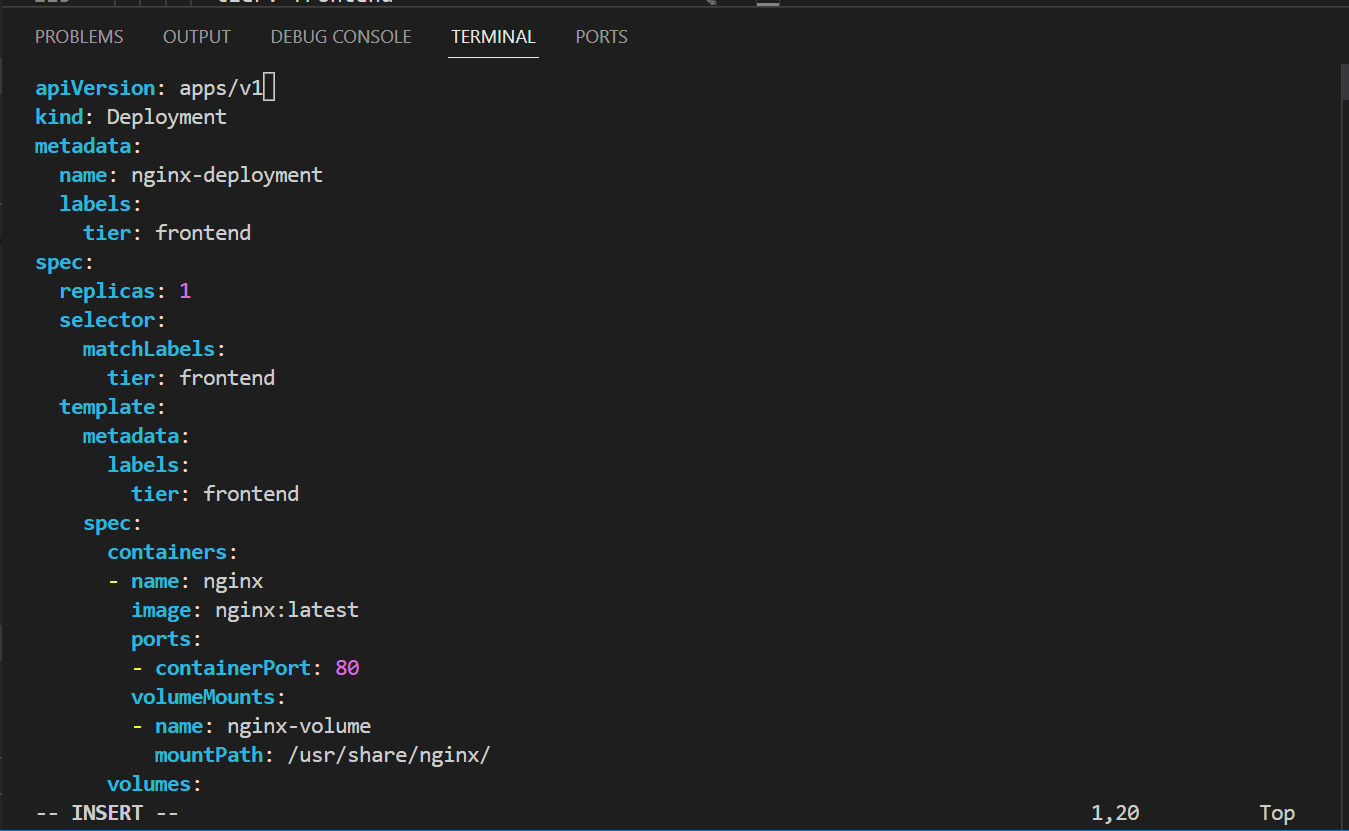 PROBLEMS OUTPUT DEBUG CONSOLE TERMINAL PORTS
apiVersion: apps/v1
kind: Deployment
metadata:
  name: nginx-deployment
  labels:
    tier: frontend
spec:
  replicas: 1
  selector:
    matchLabels:
      tier: frontend
  template:
    metadata:
      labels:
        tier: frontend
    spec:
      containers:
      - name: nginx
        image: nginx:latest
        ports:
        - containerPort: 80
        volumeMounts:
        - name: nginx-volume
          mountPath: /usr/share/nginx/
      volumes:
-- INSERT -- 1,20 Top